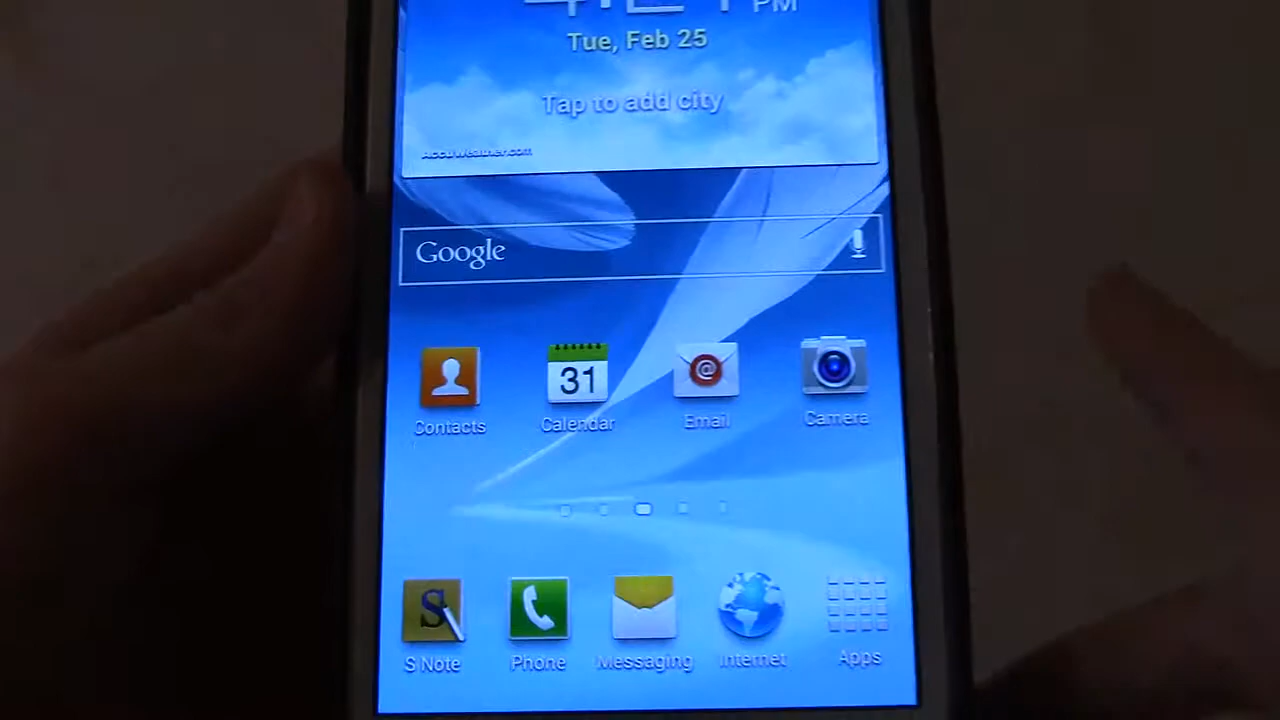 PM
Tue, Feb 25
Tap to add city
AccuWeather.com
Google
31 @
Contacts Calendar Email Camera
S
S Note Phone Messaging Internet Apps